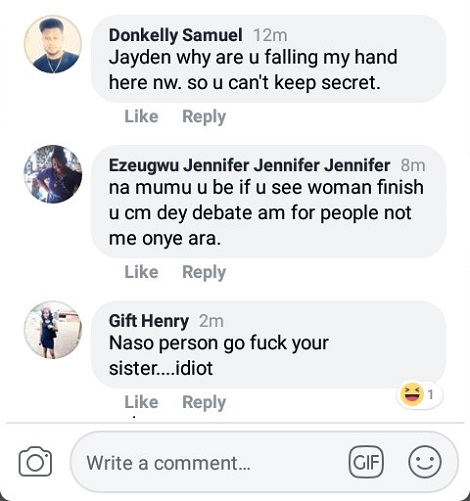 Donkelly Samuel 12m
Jayden why are u falling my hand
here nw. so u can't keep secret.
Like Reply
Ezeugwu Jennifer Jennifer Jennifer 8m
na mumu u be if u see woman finish
u cm dey debate am for people not
me onye ara.
Like Reply
Gift Henry 2m
Naso person go fuck your
sister....idiot
1
Like Reply
Write a comment...
GIF